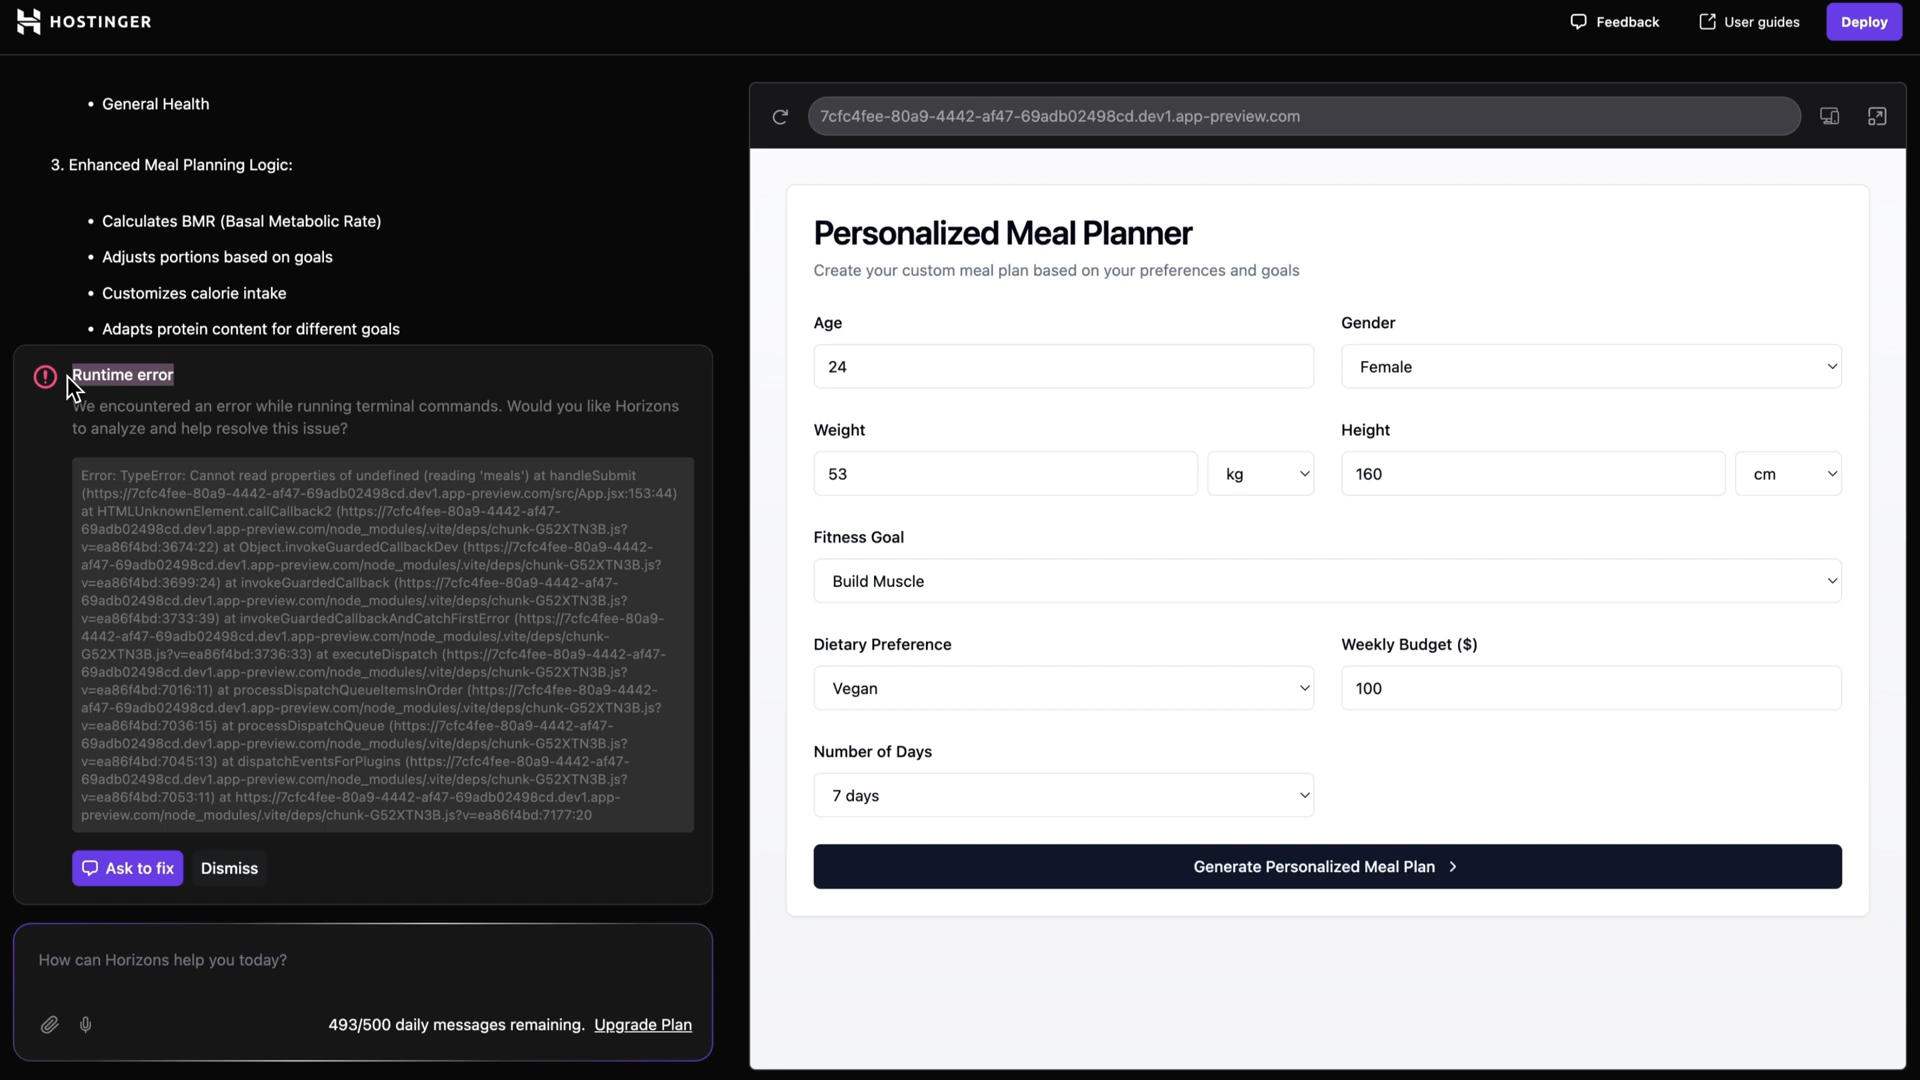 HOSTINGER
Feedback
User guides
Deploy
• General Health
3. Enhanced Meal Planning Logic:
• Calculates BMR (Basal Metabolic Rate)
• Adjusts portions based on goals
• Customizes calorie intake
• Adapts protein content for different goals
Runtime error
We encountered an error while running terminal commands. Would you like Horizons
to analyze and help resolve this issue?
Error: TypeError: Cannot read properties of undefined (reading 'meals') at handleSubmit
(https://7cfc4fee-80a9-4442-af47-69adb02498cd.dev1.app-preview.com/src/App.jsx:153:44)
at HTMLUnknownElement.callCallback2 (https://7cfc4fee-80a9-4442-af47-
69adb02498cd.dev1.app-preview.com/node_modules/.vite/deps/chunk-G52XTN3B.js?
v=ea86f4bd:3674:22) at Object.invokeGuardedCallbackDev (https://7cfc4fee-80a9-4442-
af47-69adb02498cd.dev1.app-preview.com/node_modules/.vite/deps/chunk-G52XTN3B.js?
v=ea86f4bd:3699:24) at invokeGuardedCallback (https://7cfc4fee-80a9-4442-af47-
69adb02498cd.dev1.app-preview.com/node_modules/.vite/deps/chunk-G52XTN3B.js?
v=ea86f4bd:3733:39) at invokeGuardedCallbackAndCatchFirstError (https://7cfc4fee-80a9-
4442-af47-69adb02498cd.dev1.app-preview.com/node_modules/.vite/deps/chunk-
G52XTN3B.js?v=ea86f4bd:3736:33) at executeDispatch (https://7cfc4fee-80a9-4442-af47-
69adb02498cd.dev1.app-preview.com/node_modules/.vite/deps/chunk-G52XTN3B.js?
v=ea86f4bd:7016:11) at processDispatchQueueItemsInOrder (https://7cfc4fee-80a9-4442-
af47-69adb02498cd.dev1.app-preview.com/node_modules/.vite/deps/chunk-G52XTN3B.js?
v=ea86f4bd:7036:15) at processDispatchQueue (https://7cfc4fee-80a9-4442-af47-
69adb02498cd.dev1.app-preview.com/node_modules/.vite/deps/chunk-G52XTN3B.js?
v=ea86f4bd:7045:13) at dispatchEventsForPlugins (https://7cfc4fee-80a9-4442-af47-
69adb02498cd.dev1.app-preview.com/node_modules/.vite/deps/chunk-G52XTN3B.js?
v=ea86f4bd:7053:11) at https://7cfc4fee-80a9-4442-af47-69adb02498cd.dev1.app-
preview.com/node_modules/.vite/deps/chunk-G52XTN3B.js?v=ea86f4bd:7177:20
Ask to fix
Dismiss
How can Horizons help you today?
493/500 daily messages remaining. Upgrade Plan
7cfc4fee-80a9-4442-af47-69adb02498cd.dev1.app-preview.com
Personalized Meal Planner
Create your custom meal plan based on your preferences and goals
Age
24
Gender
Female
Weight
53
kg
Height
160
cm
Fitness Goal
Build Muscle
Dietary Preference
Vegan
Weekly Budget ($)
100
Number of Days
7 days
Generate Personalized Meal Plan